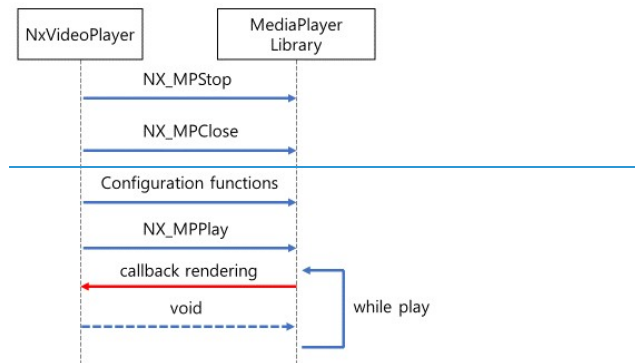 NxVideoPlayer
MediaPlayer
Library
NX_MPStop
NX_MPClose
Configuration functions
NX_MPPlay
callback rendering
void
while play